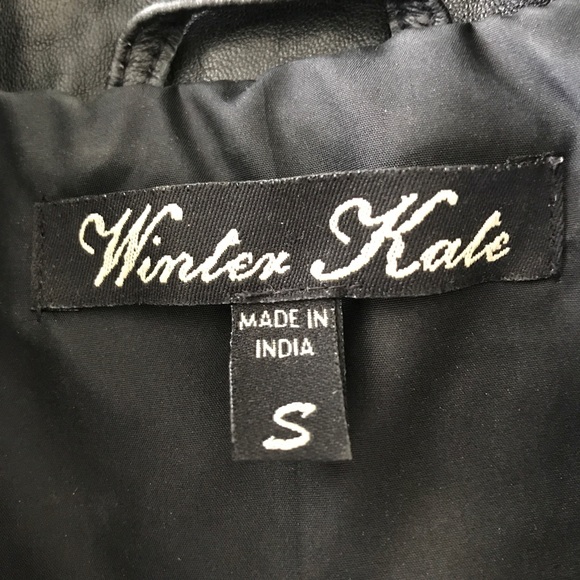 Winter Kate
MADE IN
INDIA
S